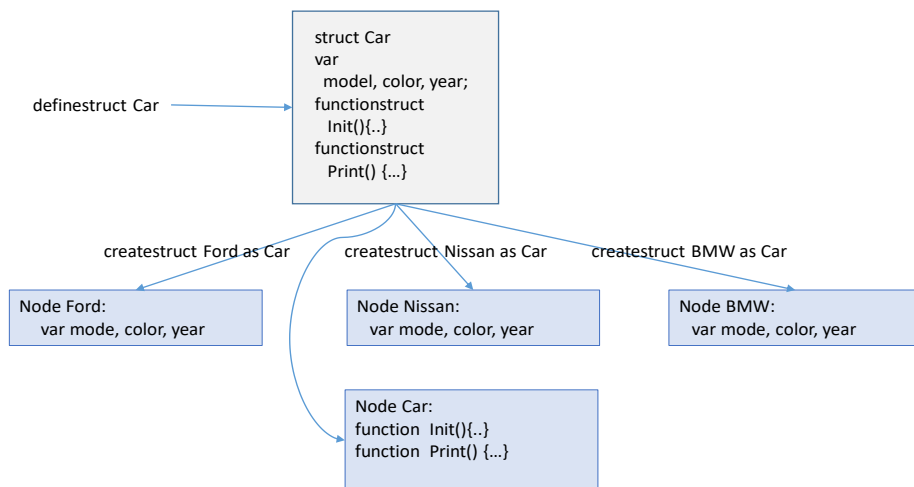 struct Car
var
model, color, year;
functionstruct
Init(){..}
functionstruct
Print() {…}
definestruct Car
createstruct Ford as Car
createstruct Nissan as Car
createstruct BMW as Car
Node Ford:
var mode, color, year
Node Nissan:
var mode, color, year
Node BMW:
var mode, color, year
Node Car:
function  Init(){..}
function  Print() {…}